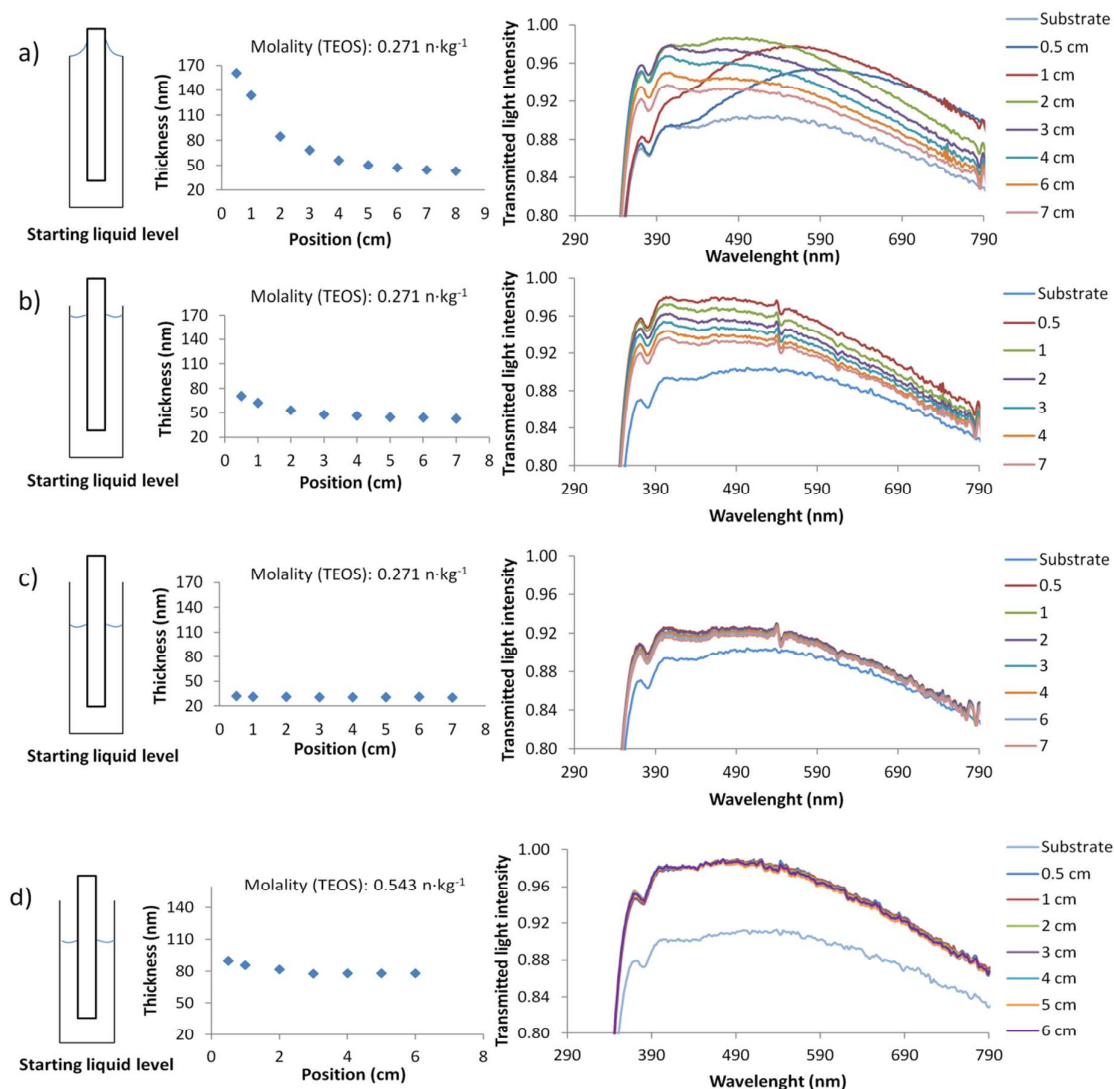 a)
Starting liquid level
Molality (TEOS): 0.271 n·kg⁻¹
Thickness (nm)
170
140
110
80
50
20
0 1 2 3 4 5 6 7 8 9
Position (cm)
Transmitted light Intensity
1.00
0.96
0.92
0.88
0.84
0.80
290 390 490 590 690 790
Wavelenght (nm)
Substrate
0.5 cm
1 cm
2 cm
3 cm
4 cm
6 cm
7 cm
b)
Starting liquid level
Molality (TEOS): 0.271 n·kg⁻¹
Thickness (nm)
170
140
110
80
50
20
0 1 2 3 4 5 6 7 8
Position (cm)
Transmitted light intensity
1.00
0.96
0.92
0.88
0.84
0.80
290 390 490 590 690 790
Wavelenght (nm)
Substrate
0.5
1
2
3
4
7
c)
Starting liquid level
Molality (TEOS): 0.271 n·kg⁻¹
Thickness (nm)
170
140
110
80
50
20
0 1 2 3 4 5 6 7 8
Position (cm)
Transmitted light intensity
1.00
0.96
0.92
0.88
0.84
0.80
290 390 490 590 690 790
Wavelenght (nm)
Substrate
0.5
1
2
3
4
6
7
d)
Starting liquid level
Molality (TEOS): 0.543 n·kg⁻¹
Thickness (nm)
140
110
80
50
20
0 2 4 6 8
Position (cm)
Transmitted light intensity
1.00
0.96
0.92
0.88
0.84
0.80
290 390 490 590 690 790
Wavelenght (nm)
Substrate
0.5 cm
1 cm
2 cm
3 cm
4 cm
5 cm
6 cm